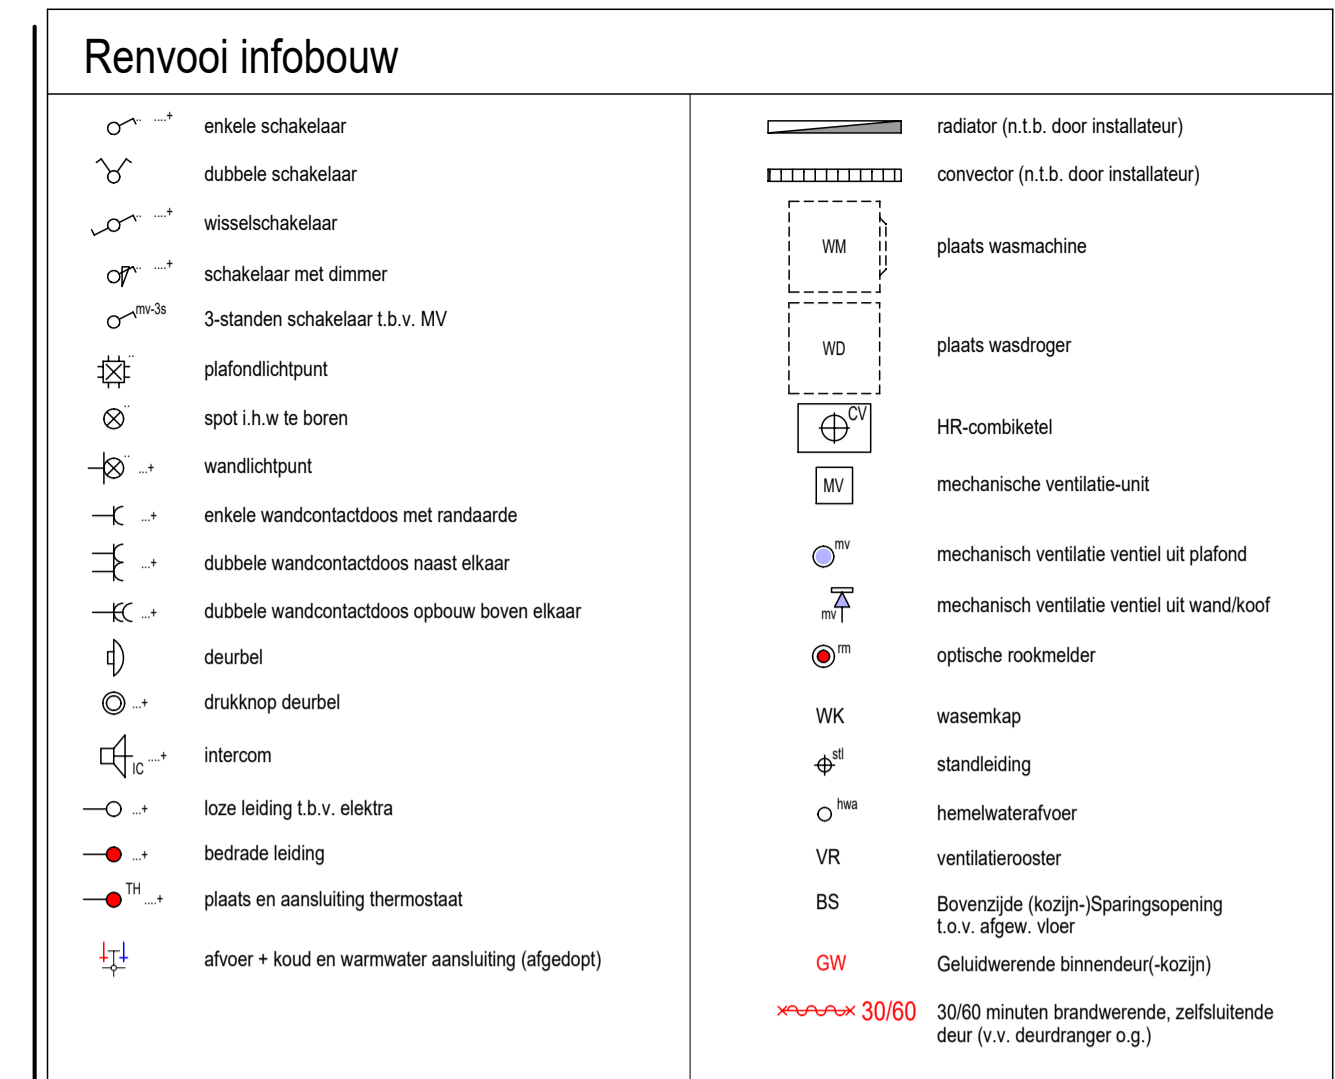 Renvooi infobouw
.. ....+ enkele schakelaar
dubbele schakelaar
.. ....+ wisselschakelaar
.. ....+ schakelaar met dimmer
mv-3s 3-standen schakelaar t.b.v. MV
.. plafondlichtpunt
.. spot i.h.w te boren
.. ...+ wandlichtpunt
...+ enkele wandcontactdoos met randaarde
...+ dubbele wandcontactdoos naast elkaar
...+ dubbele wandcontactdoos opbouw boven elkaar
deurbel
...+ drukknop deurbel
IC ....+ intercom
...+ loze leiding t.b.v. elektra
...+ bedrade leiding
TH ....+ plaats en aansluiting thermostaat
afvoer + koud en warmwater aansluiting (afgedopt)
radiator (n.t.b. door installateur)
convector (n.t.b. door installateur)
WM plaats wasmachine
WD plaats wasdroger
CV HR-combiketel
MV mechanische ventilatie-unit
mv mechanisch ventilatie ventiel uit plafond
mv mechanisch ventilatie ventiel uit wand/koof
rm optische rookmelder
WK wasemkap
stl standleiding
hwa hemelwaterafvoer
VR ventilatierooster
BS Bovenzijde (kozijn-)Sparingsopening
t.o.v. afgew. vloer
GW Geluidwerende binnendeur(-kozijn)
30/60 30/60 minuten brandwerende, zelfsluitende
deur (v.v. deurdranger o.g.)